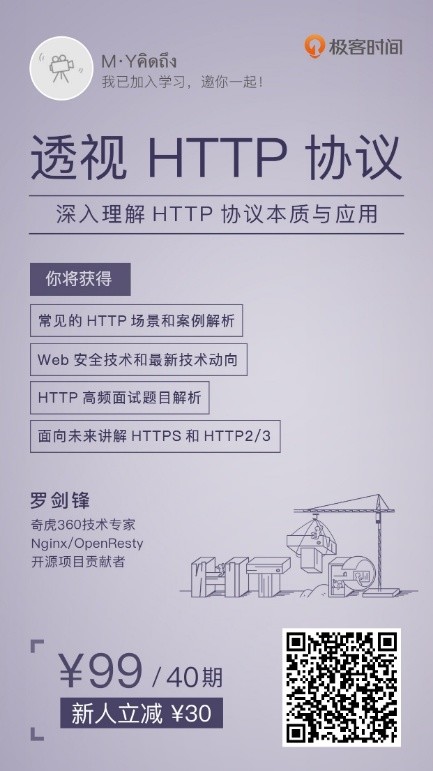 极客时间
M·Yคิดถึง
我已加入学习，邀你一起！
透视 HTTP 协议
深入理解 HTTP 协议本质与应用
你将获得
常见的 HTTP 场景和案例解析
Web 安全技术和最新技术动向
HTTP 高频面试题目解析
面向未来讲解 HTTPS 和 HTTP2/3
罗剑锋
奇虎360技术专家
Nginx/OpenResty
开源项目贡献者
¥99 / 40期
新人立减 ¥30